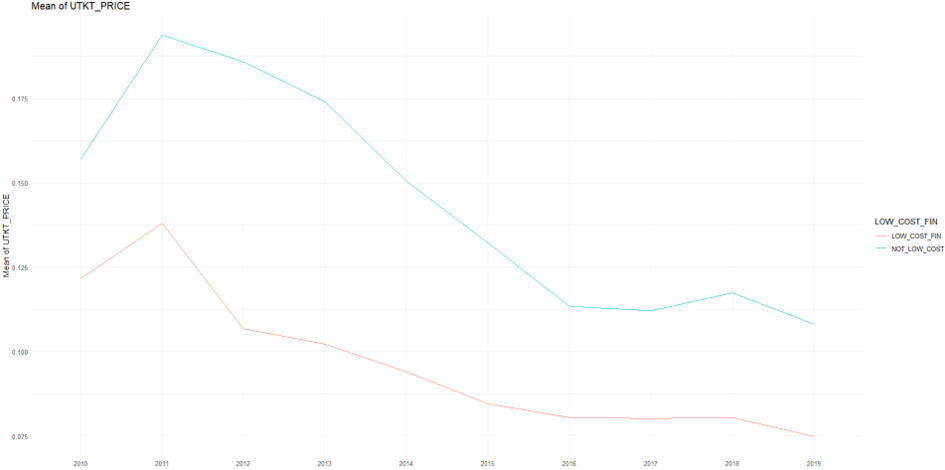 Mean of UTKT_PRICE
Mean of UTKT_PRICE
0.175
0.150
0.125
0.100
0.075
2010 2011 2012 2013 2014 2015 2016 2017 2018 2019
LOW_COST_FIN
LOW_COST_FIN
NOT_LOW_COST